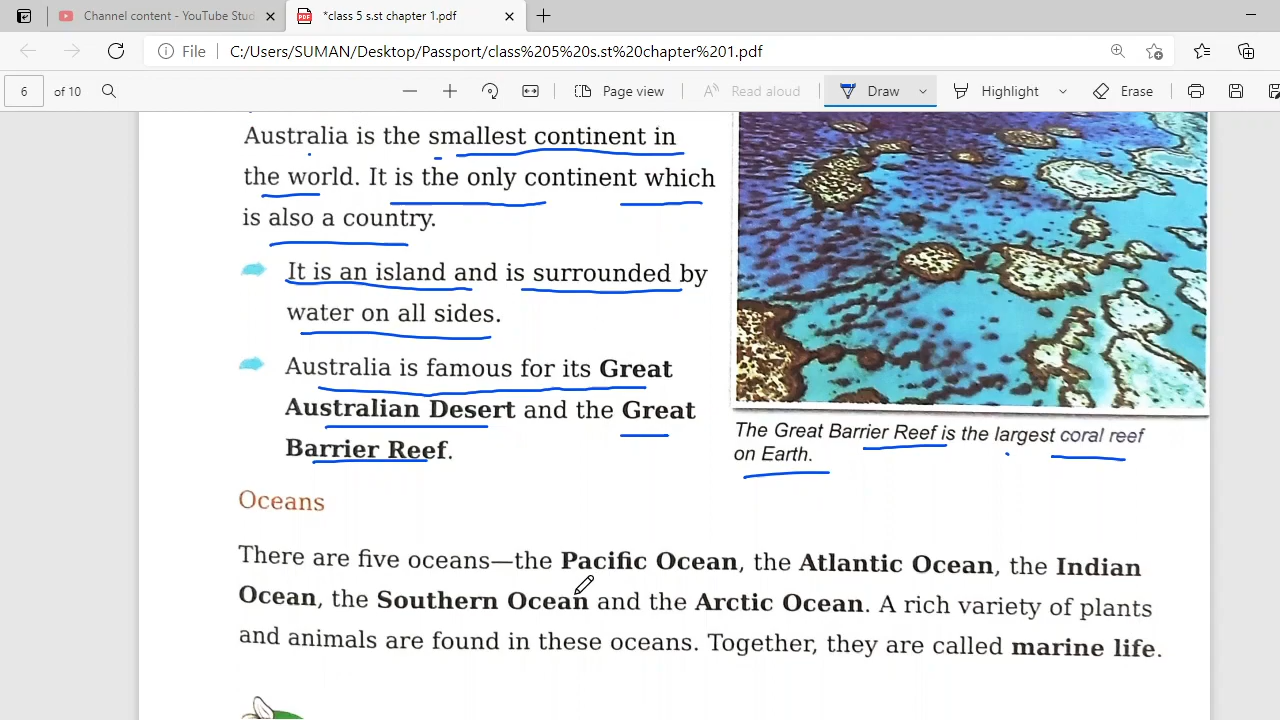 Channel content - YouTube Stud
*class 5 s.st chapter 1.pdf
File C:/Users/SUMAN/Desktop/Passport/class%205%20s.st%20chapter%201.pdf
6 of 10 Page view Read aloud Draw Highlight Erase
Australia is the smallest continent in
the world. It is the only continent which
is also a country.
It is an island and is surrounded by
water on all sides.
Australia is famous for its Great
Australian Desert and the Great
Barrier Reef.
The Great Barrier Reef is the largest coral reef
on Earth.
Oceans
There are five oceans—the Pacific Ocean, the Atlantic Ocean, the Indian
Ocean, the Southern Ocean and the Arctic Ocean. A rich variety of plants
and animals are found in these oceans. Together, they are called marine life.